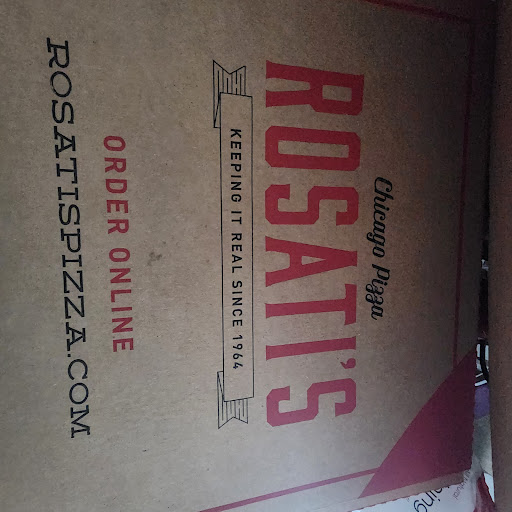 Chicago Pizza
ROSATI'S
KEEPING IT REAL SINCE 1964
ORDER ONLINE
ROSATISPIZZA.COM